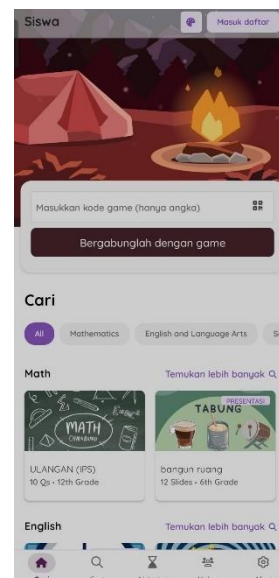 Siswa
Masuk daftar
Masukkan kode game (hanya angka)
Bergabunglah dengan game
Cari
All Mathematics English and Language Arts
Math Temukan lebih banyak
MATH
PRESENTASI
TABUNG
ULANGAN (IPS)
10 Qs • 12th Grade
bangun ruang
12 Slides • 6th Grade
English Temukan lebih banyak